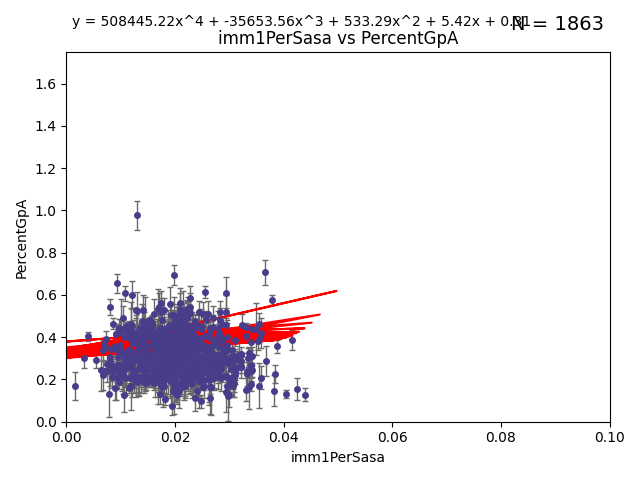 y = 508445.22x^4 + -35653.56x^3 + 533.29x^2 + 5.42x + 0.31
N = 1863
imm1PerSasa vs PercentGpA
PercentGpA
1.6
1.4
1.2
1.0
0.8
0.6
0.4
0.2
0.0
0.00 0.02 0.04 0.06 0.08 0.10
imm1PerSasa